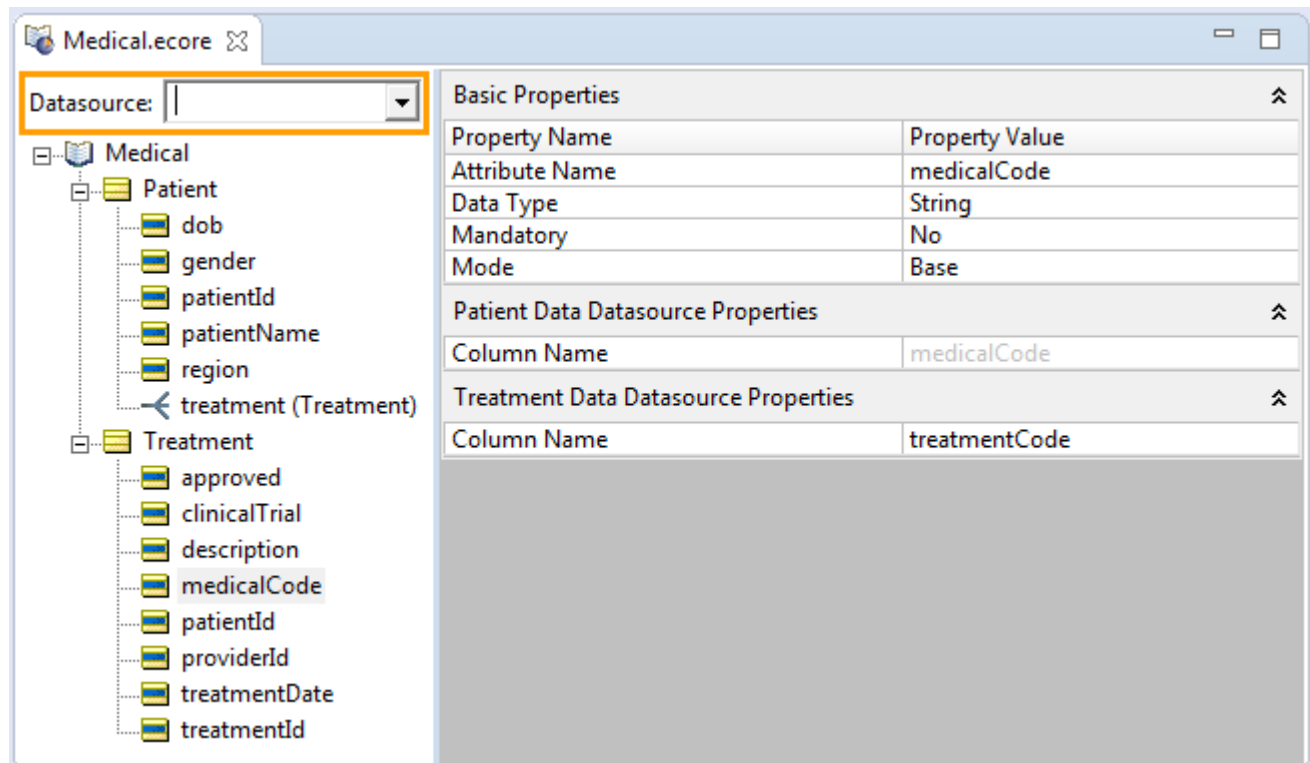 Medical.ecore
Datasource:
Medical
Patient
dob
gender
patientId
patientName
region
treatment (Treatment)
Treatment
approved
clinicalTrial
description
medicalCode
patientId
providerId
treatmentDate
treatmentId
Basic Properties
Property Name Property Value
Attribute Name medicalCode
Data Type String
Mandatory No
Mode Base
Patient Data Datasource Properties
Column Name medicalCode
Treatment Data Datasource Properties
Column Name treatmentCode